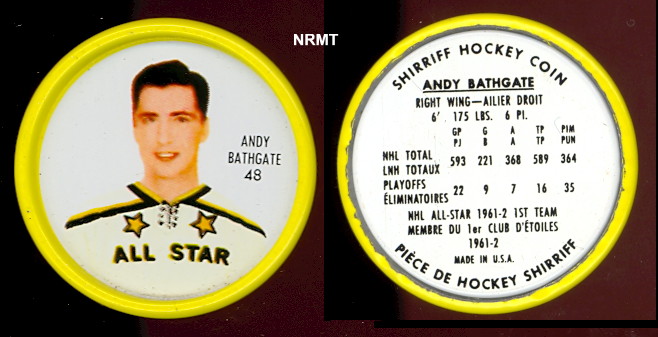 NRMT
ANDY
BATHGATE
48
ALL STAR
SHIRRIFF HOCKEY COIN
ANDY BATHGATE
RIGHT WING—AILIER DROIT
6' 175 LBS. 6 PI.
GP G A TP PIM
PJ B A TP PUN
NHL TOTAL
LNH TOTAUX 593 221 368 589 364
PLAYOFFS
ÉLIMINATOIRES 22 9 7 16 35
NHL ALL-STAR 1961-2 1ST TEAM
MEMBRE DU 1er CLUB D'ÉTOILES
1961-2
MADE IN U.S.A.
PIÈCE DE HOCKEY SHIRRIFF